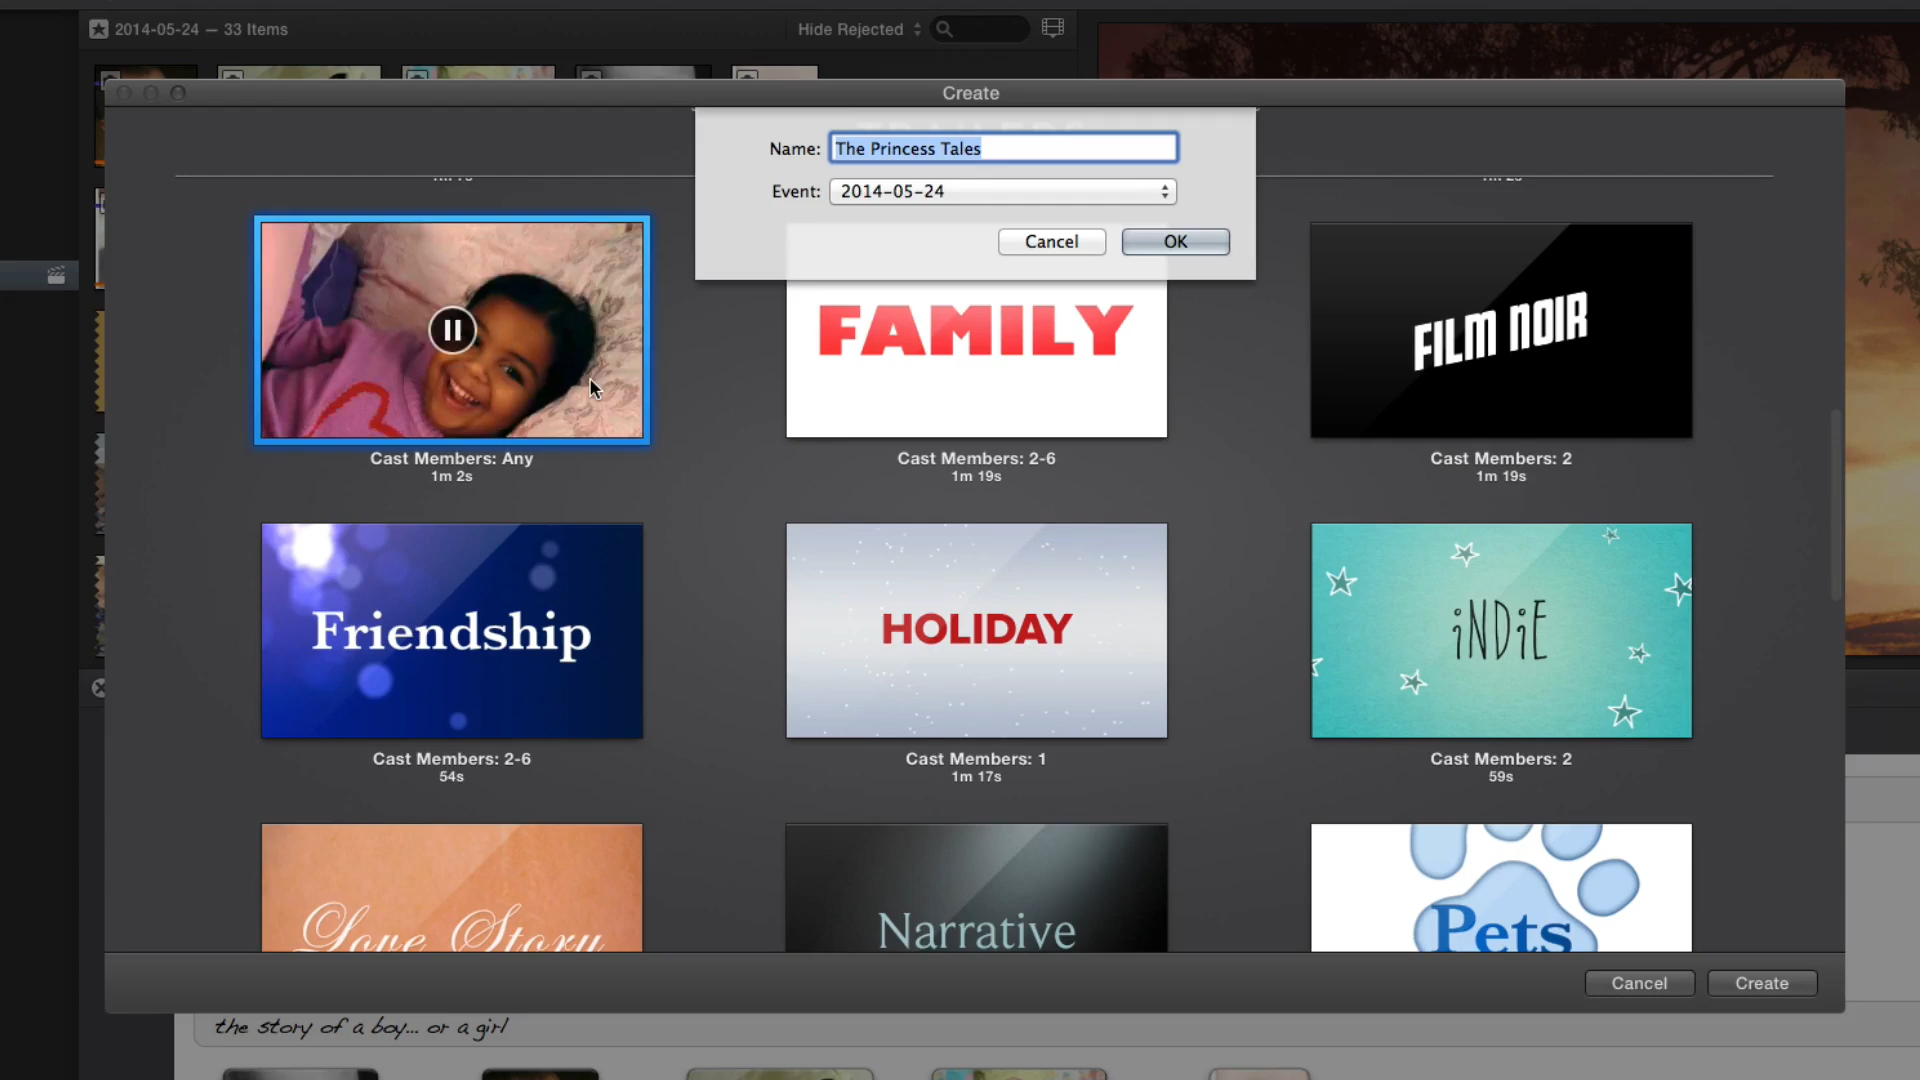 2014-05-24 — 33 Items
Hide Rejected
Create
Name: The Princess Tales
Event: 2014-05-24
Cancel
OK
FAMILY
FILM NOIR
Cast Members: Any
1m 2s
Cast Members: 2-6
1m 19s
Cast Members: 2
1m 19s
Friendship
HOLIDAY
iNDiE
Cast Members: 2-6
54s
Cast Members: 1
1m 17s
Cast Members: 2
59s
Love Story
Narrative
Pets
Cancel
Create
the story of a boy... or a girl